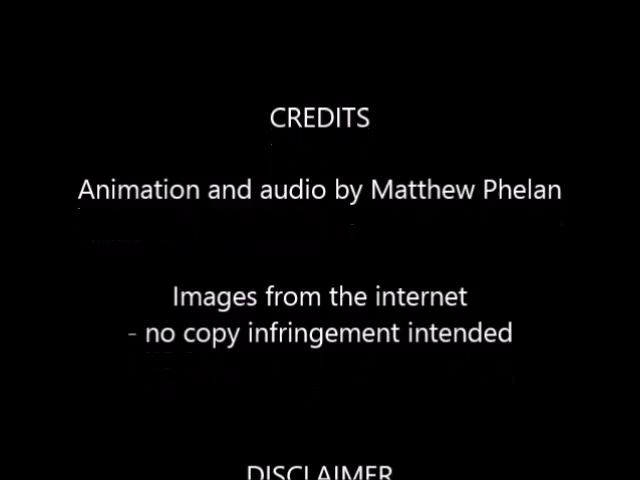 CREDITS
Animation and audio by Matthew Phelan
Images from the internet
- no copy infringement intended
DISCLAIMER